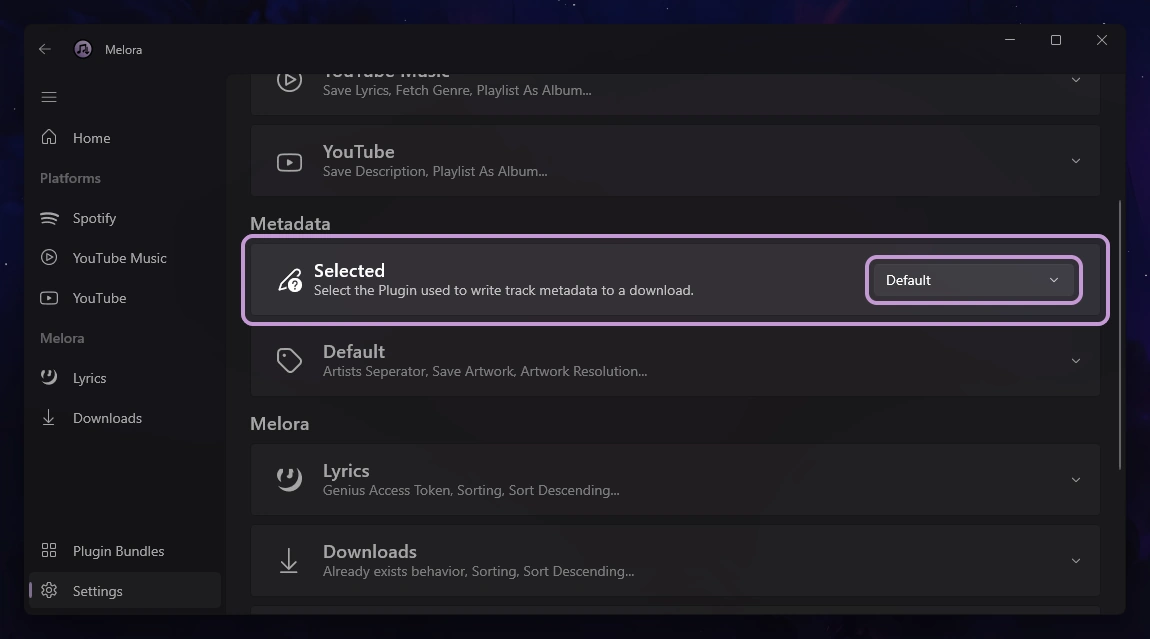 Melora
Home
Platforms
Spotify
YouTube Music
YouTube
Melora
Lyrics
Downloads
Plugin Bundles
Settings
YouTube Music
Save Lyrics, Fetch Genre, Playlist As Album...
YouTube
Save Description, Playlist As Album...
Metadata
Selected
Select the Plugin used to write track metadata to a download.
Default
Default
Artists Seperator, Save Artwork, Artwork Resolution...
Melora
Lyrics
Genius Access Token, Sorting, Sort Descending...
Downloads
Already exists behavior, Sorting, Sort Descending...